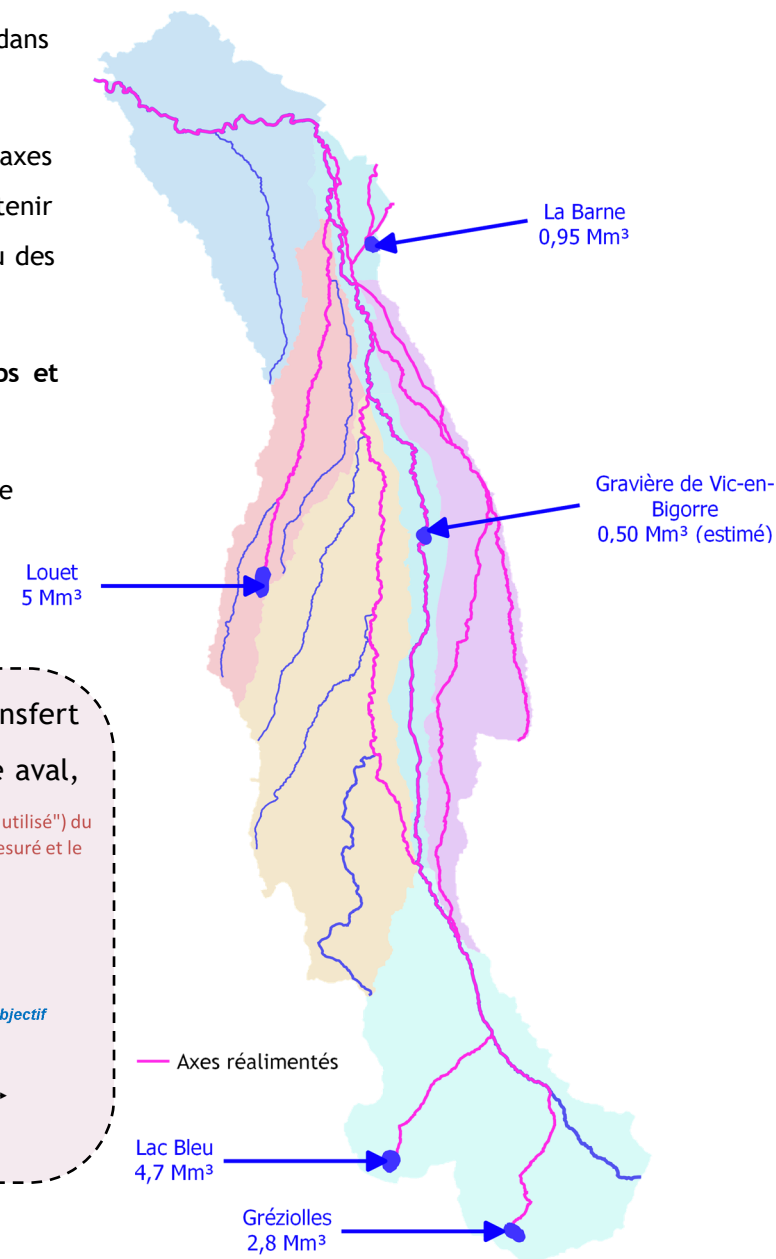 dans
axes
tenir
des
et
La Barne
0,95 Mm³
Gravière de Vic-en-
Bigorre
0,50 Mm³ (estimé)
Louet
5 Mm³
nsfert
aval,
utilisé") du
esuré et le
bjectif
Axes réalimentés
Lac Bleu
4,7 Mm³
Gréziolles
2,8 Mm³